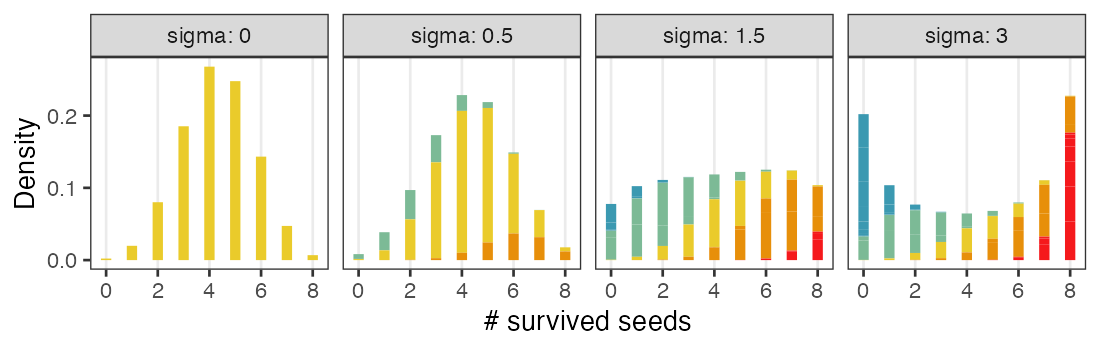 sigma: 0 sigma: 0.5 sigma: 1.5 sigma: 3
Density
0.2
0.1
0.0
0 2 4 6 8 0 2 4 6 8 0 2 4 6 8 0 2 4 6 8
# survived seeds